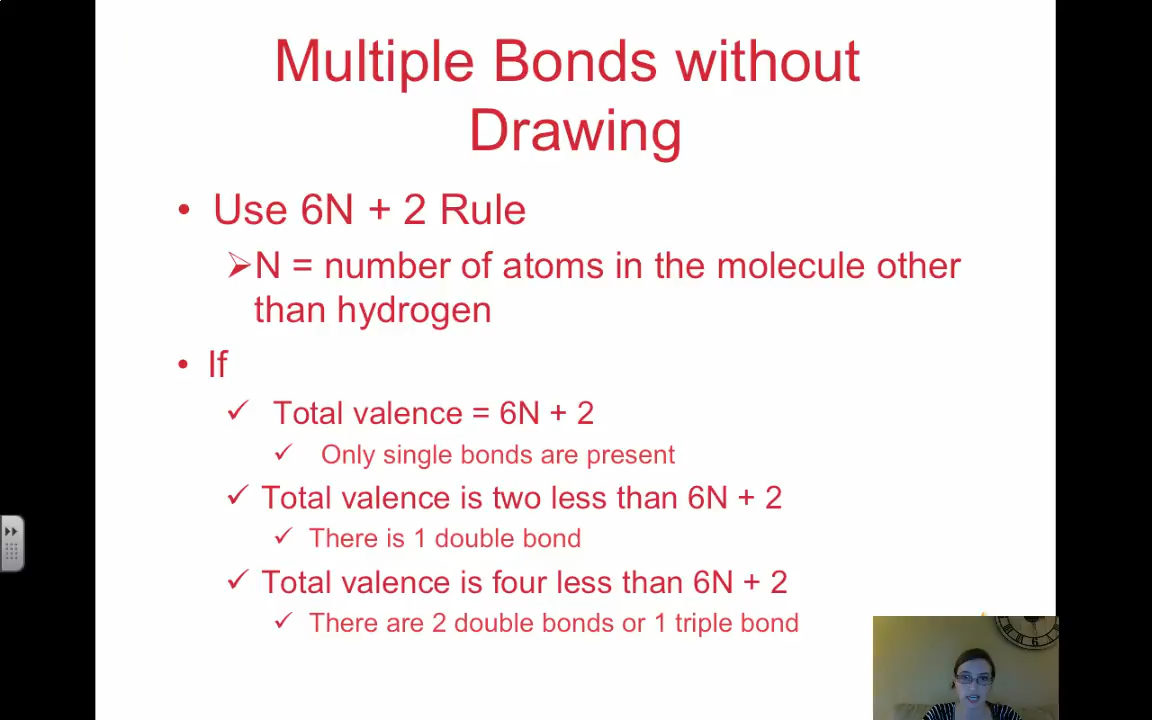 Multiple Bonds without
Drawing
• Use 6N + 2 Rule
➢N = number of atoms in the molecule other
than hydrogen
• If
✓ Total valence = 6N + 2
✓ Only single bonds are present
✓ Total valence is two less than 6N + 2
✓ There is 1 double bond
✓ Total valence is four less than 6N + 2
✓ There are 2 double bonds or 1 triple bond